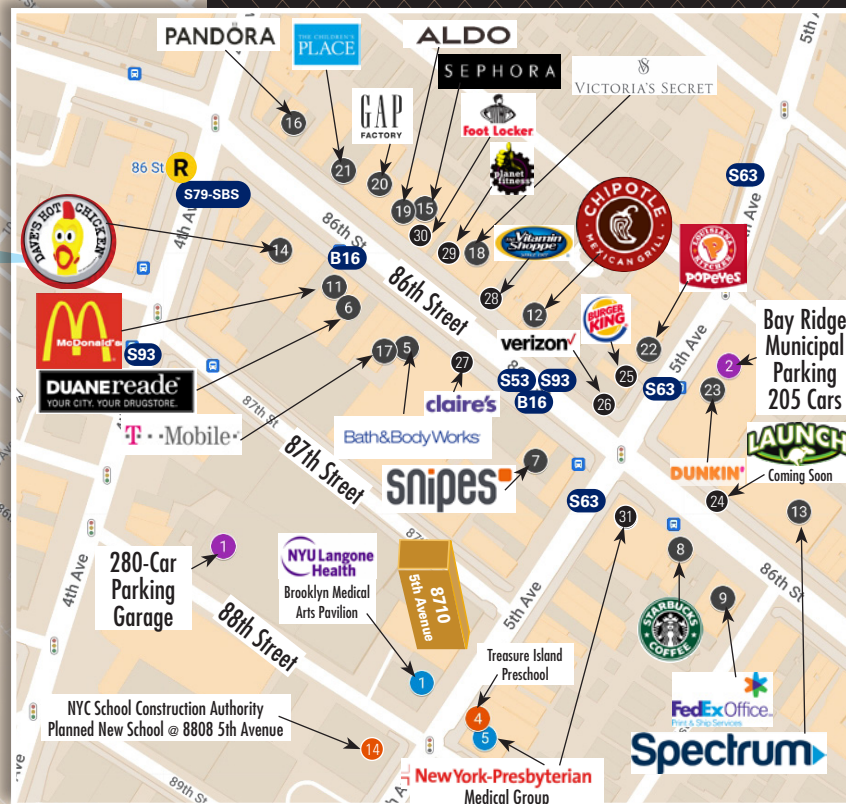 PANDÖRA
THE CHILDREN'S
PLACE
ALDO
SEPHORA
VICTORIA'S SECRET
5th A
GAP
FACTORY
Foot Locker
planet
fitness
16
21
20
19
15
30
29
18
86 St
R
S79-SBS
S63
4th Av
DAVE'S HOT
CHICKEN
14
86th St
B16
86th Street
the Vitamin
Shoppe
CHIPOTLE
MEXICAN GRILL
LOUISIANA
KITCHEN
POPEYES
McDonald's
11
6
28
12
BURGER
KING
22
5th Ave
Bay Ridge
Municipal
Parking
205 Cars
2
S93
DUANEreade
YOUR CITY. YOUR DRUGSTORE.
17
5
27
verizon
25
26
23
S63
S53
S93
B16
claire's
T··Mobile·
87th St
87th Street
Bath&BodyWorks
LAUNCH
Coming Soon
DUNKIN'
24
snipes
7
S63
31
13
8
86th St
280-Car
Parking
Garage
1
4th Ave
88th Street
NYU Langone
Health
Brooklyn Medical
Arts Pavilion
8710
5th Avenue
5th Ave
STARBUCKS
COFFEE
9
1
Treasure Island
Preschool
4
5
FedEx Office
Print & Ship Services
NYC School Construction Authority
Planned New School @ 8808 5th Avenue
14
Spectrum
NewYork-Presbyterian
Medical Group
89th St